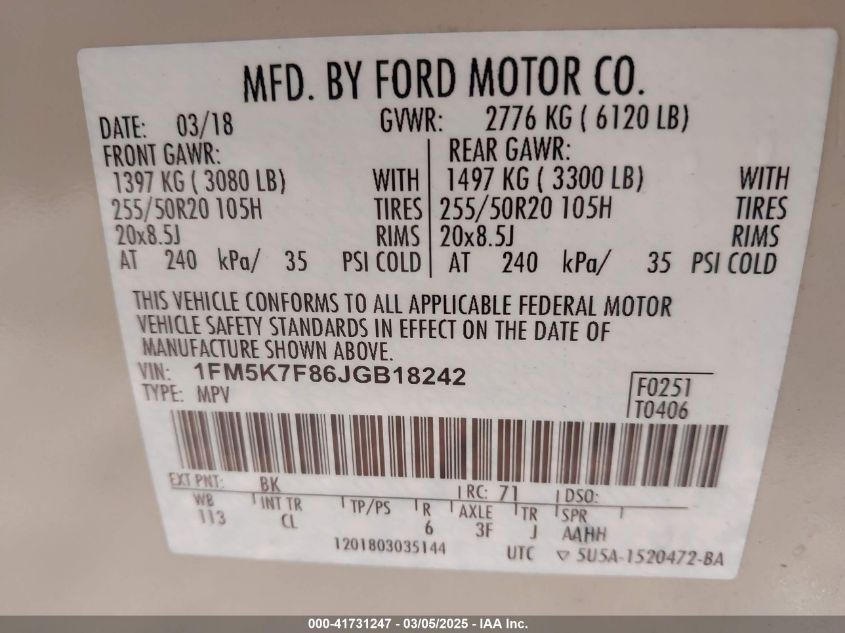 MFD. BY FORD MOTOR CO.
DATE: 03/18 GVWR: 2776 KG ( 6120 LB)
FRONT GAWR: REAR GAWR:
1397 KG ( 3080 LB) WITH 1497 KG ( 3300 LB) WITH
255/50R20 105H TIRES 255/50R20 105H TIRES
20x8.5J RIMS 20x8.5J RIMS
AT 240 kPa/ 35 PSI COLD AT 240 kPa/ 35 PSI COLD
THIS VEHICLE CONFORMS TO ALL APPLICABLE FEDERAL MOTOR
VEHICLE SAFETY STANDARDS IN EFFECT ON THE DATE OF
MANUFACTURE SHOWN ABOVE.
VIN: 1FM5K7F86JGB18242
TYPE: MPV
F0251
T0406
EXT PNT: BK RC: 71 DSO:
WB INT TR TP/PS R AXLE TR SPR
113 CL 6 3F J AAHH
1201803035144 UTC ▽ 5U5A-1520472-BA
000-41731247 - 03/05/2025 - IAA Inc.